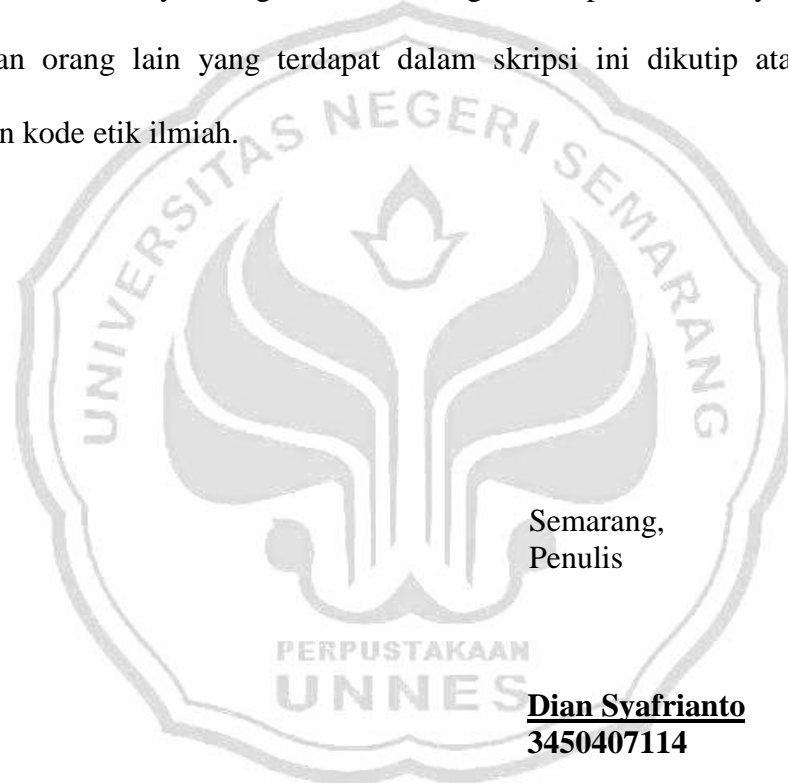 an orang lain yang terdapat dalam skripsi ini dikutip ata
n kode etik ilmiah.
UNIVERSITAS NEGERI SEMARANG
Semarang,
Penulis
PERPUSTAKAAN
UNNES
Dian Syafrianto
3450407114